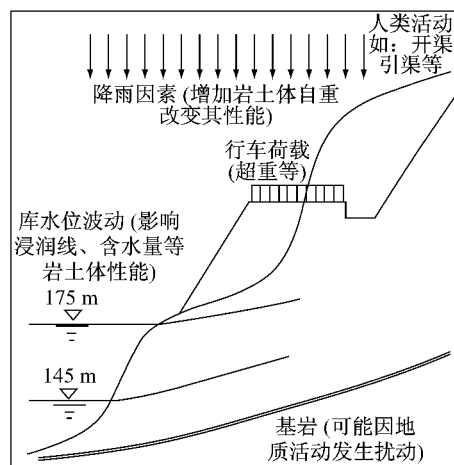 人类活动
如：开渠
引渠等
降雨因素 (增加岩土体自重
改变其性能)
行车荷载
(超重等)
库水位波动 (影响
浸润线、含水量等
岩土体性能)
175 m
145 m
基岩 (可能因地
质活动发生扰动)